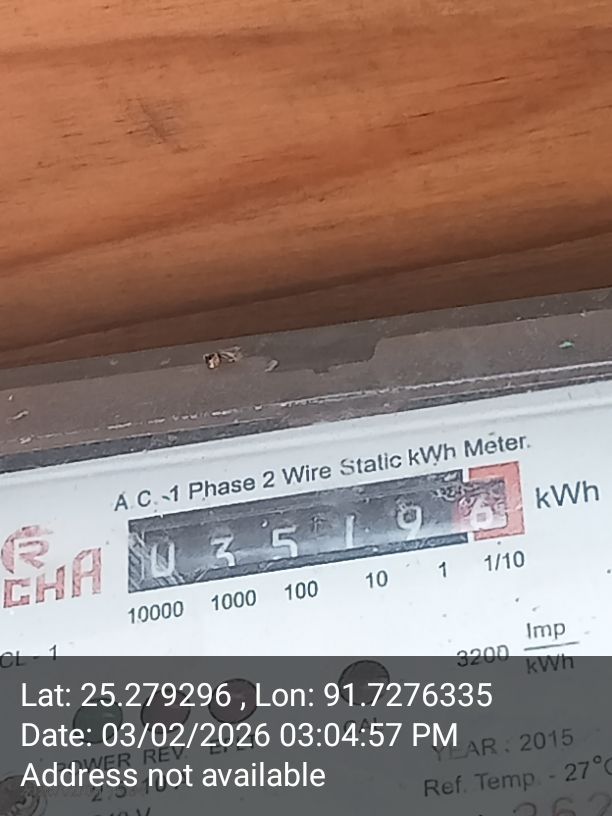 A.C. -1 Phase 2 Wire Static kWh Meter.
0 3 5 1 9 6 kWh
10000 1000 100 10 1 1/10
CL - 1
3200 Imp/kWh
Lat: 25.279296 , Lon: 91.7276335
Date: 03/02/2026 03:04:57 PM
YEAR : 2015
Address not available
Ref. Temp. - 27°C